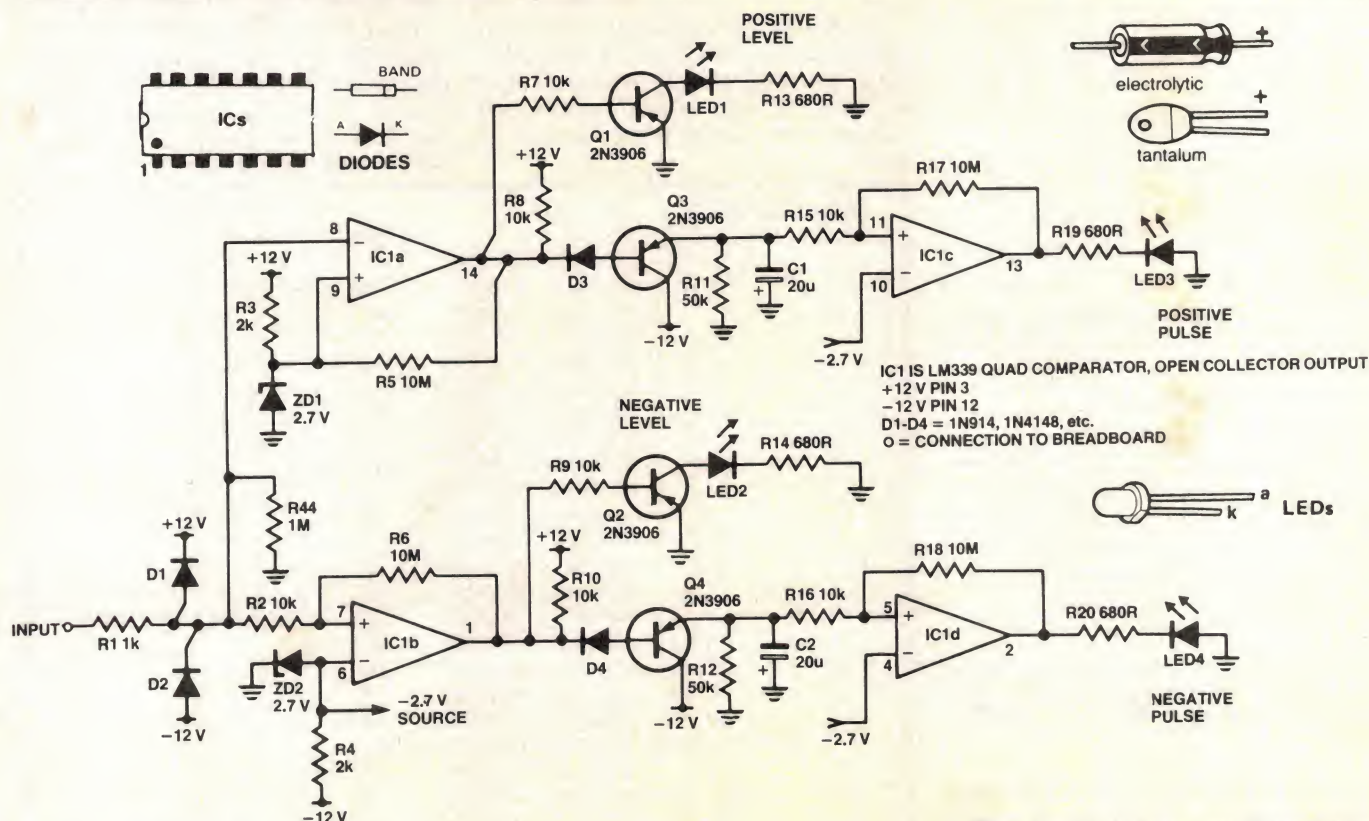 POSITIVE
LEVEL
BAND
ICs
1
A
K
DIODES
R7 10k
LED1
R13 680R
Q1
2N3906
electrolytic
+
tantalum
+
+12 V
R8
10k
Q3
2N3906
R17 10M
R15 10k
8
−
IC1a
14
+
9
D3
11
+
IC1c
13
−
10
R19 680R
LED3
+12 V
R3
2k
R11
50k
C1
20u
+
−12 V
−2.7 V
POSITIVE
PULSE
R5 10M
ZD1
2.7 V
IC1 IS LM339 QUAD COMPARATOR, OPEN COLLECTOR OUTPUT
+12 V PIN 3
−12 V PIN 12
D1-D4 = 1N914, 1N4148, etc.
o = CONNECTION TO BREADBOARD
NEGATIVE
LEVEL
R14 680R
R9 10k
LED2
Q2
2N3906
a
k
LEDs
R44
1M
+12 V
D1
R6
10M
+12 V
R10
10k
Q4
2N3906
R18 10M
R16 10k
INPUT
R1 1k
R2 10k
7
+
IC1b
1
−
6
D4
5
+
IC1d
2
−
4
R20 680R
LED4
D2
ZD2
2.7 V
−2.7 V
SOURCE
R12
50k
C2
20u
+
−12 V
−12 V
−2.7 V
NEGATIVE
PULSE
R4
2k
−12 V